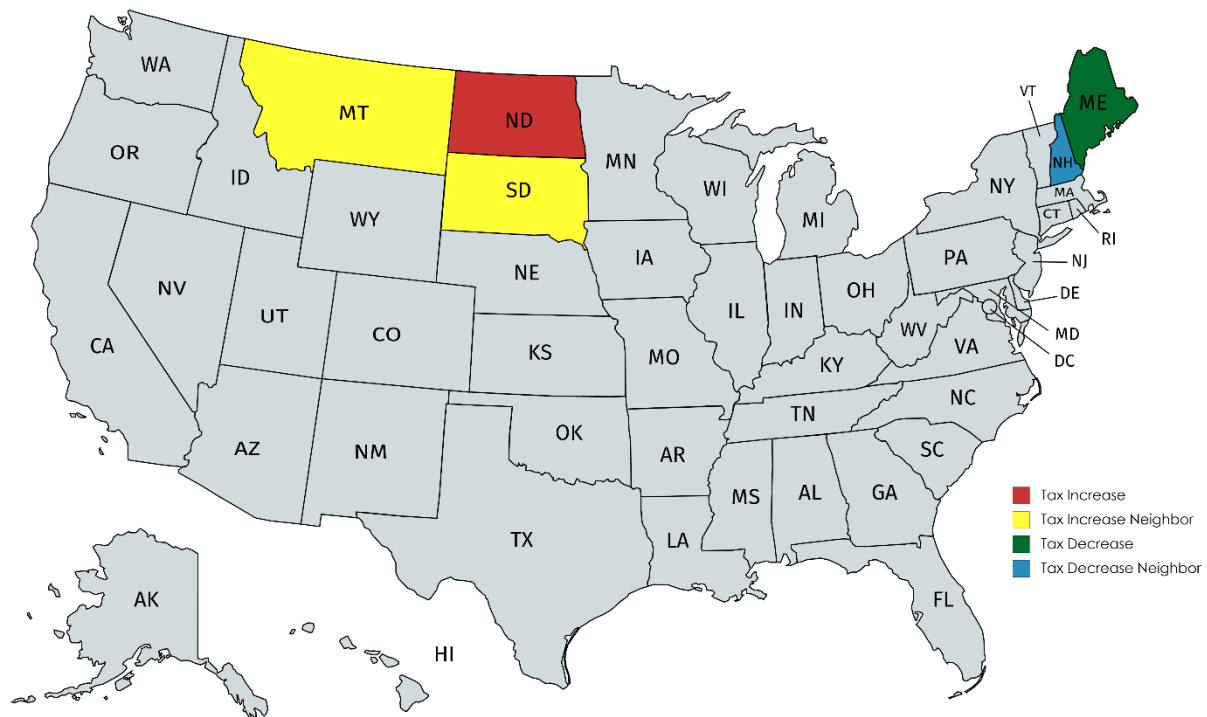 WA
MT
ND
MN
VT
ME
OR
ID
SD
WI
MI
NY
NH
MA
CT
RI
WY
IA
PA
NJ
NE
NV
UT
CO
IL
IN
OH
DE
WV
MD
CA
KS
MO
KY
VA
DC
AZ
NM
OK
AR
TN
NC
SC
MS
AL
GA
TX
LA
Tax Increase
Tax Increase Neighbor
Tax Decrease
Tax Decrease Neighbor
AK
HI
FL